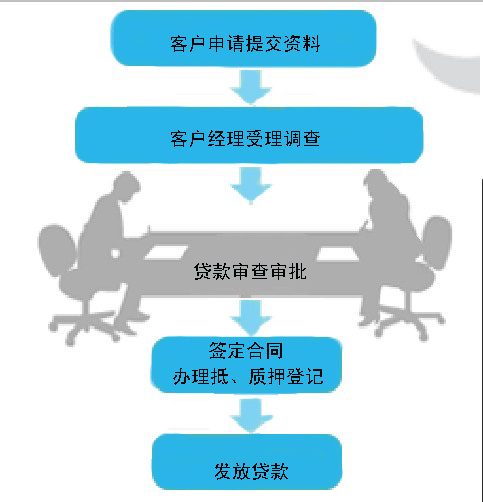 客户申请提交资料
客户经理受理调查
贷款审查审批
签定合同
办理抵、质押登记
发放贷款